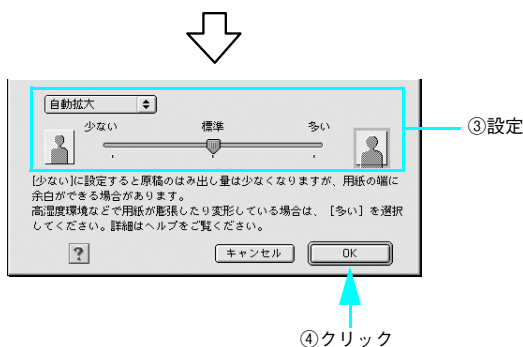 自動拡大
少ない 標準 多い
③設定
[少ない]に設定すると原稿のはみ出し量は少なくなりますが、用紙の端に
余白ができる場合があります。
高湿度環境などで用紙が膨張したり変形している場合は、[多い]を選択
してください。詳細はヘルプをご覧ください。
? キャンセル OK
④クリック